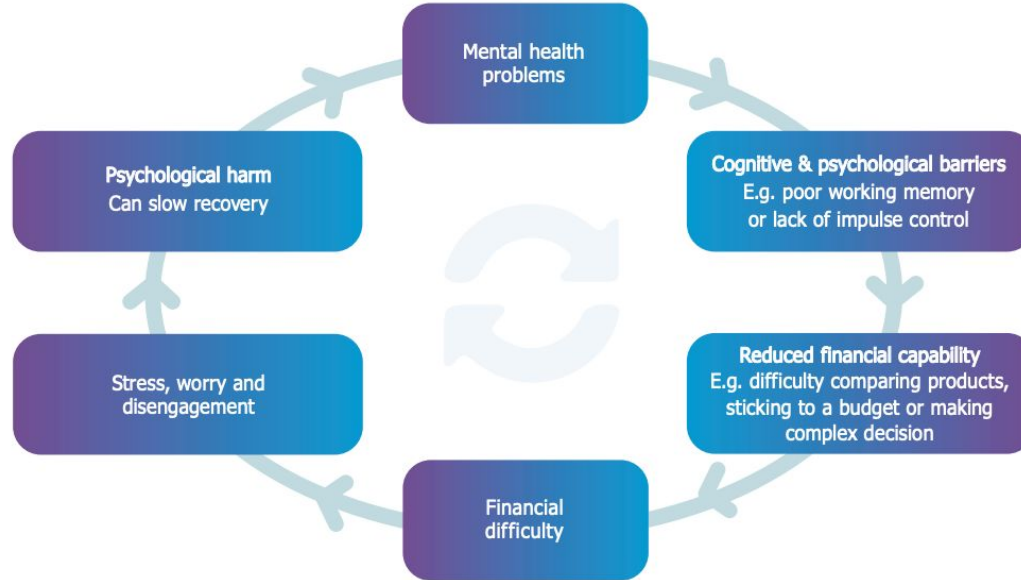 Mental health
problems
Cognitive & psychological barriers
E.g. poor working memory
or lack of impulse control
Reduced financial capability
E.g. difficulty comparing products,
sticking to a budget or making
complex decision
Financial
difficulty
Stress, worry and
disengagement
Psychological harm
Can slow recovery